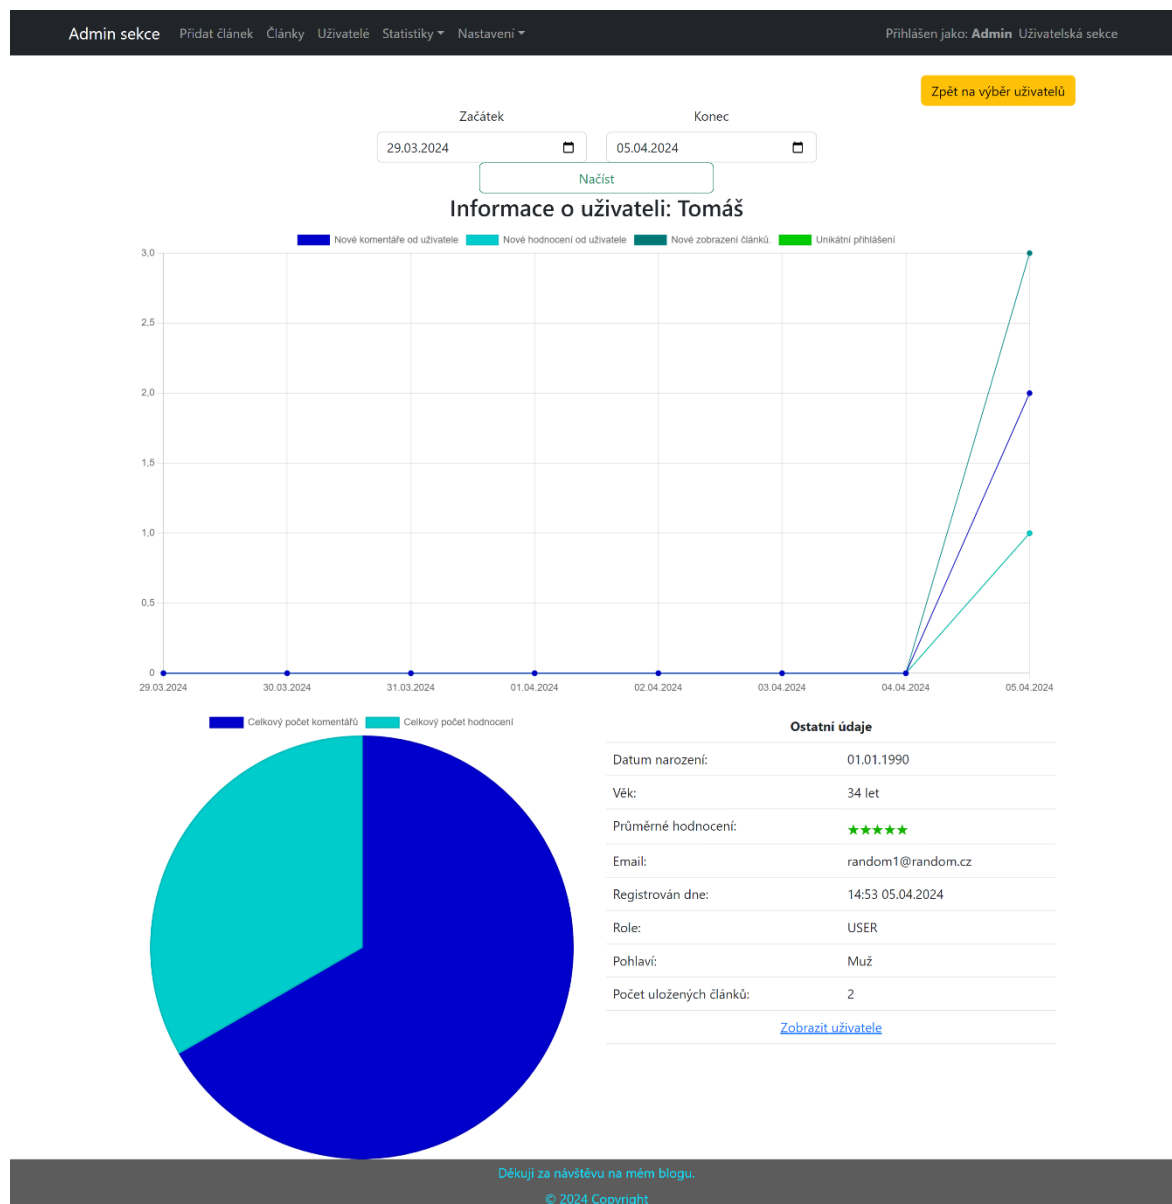 Admin sekce Přidat článek Články Uživatelé Statistiky Nastavení Přihlášen jako: Admin Uživatelská sekce
Zpět na výběr uživatelů
Začátek Konec
29.03.2024 05.04.2024
Načíst
Informace o uživateli: Tomáš
Nové komentáře od uživatele Nové hodnocení od uživatele Nové zobrazení článků. Unikátní přihlášení
3,0
2,5
2,0
1,5
1,0
0,5
0
29.03.2024 30.03.2024 31.03.2024 01.04.2024 02.04.2024 03.04.2024 04.04.2024 05.04.2024
Celkový počet komentářů Celkový počet hodnocení
Ostatní údaje
Datum narození: 01.01.1990
Věk: 34 let
Průměrné hodnocení: ★★★★★
Email: random1@random.cz
Registrován dne: 14:53 05.04.2024
Role: USER
Pohlaví: Muž
Počet uložených článků: 2
Zobrazit uživatele
Děkuji za návštěvu na mém blogu.
© 2024 Copyright